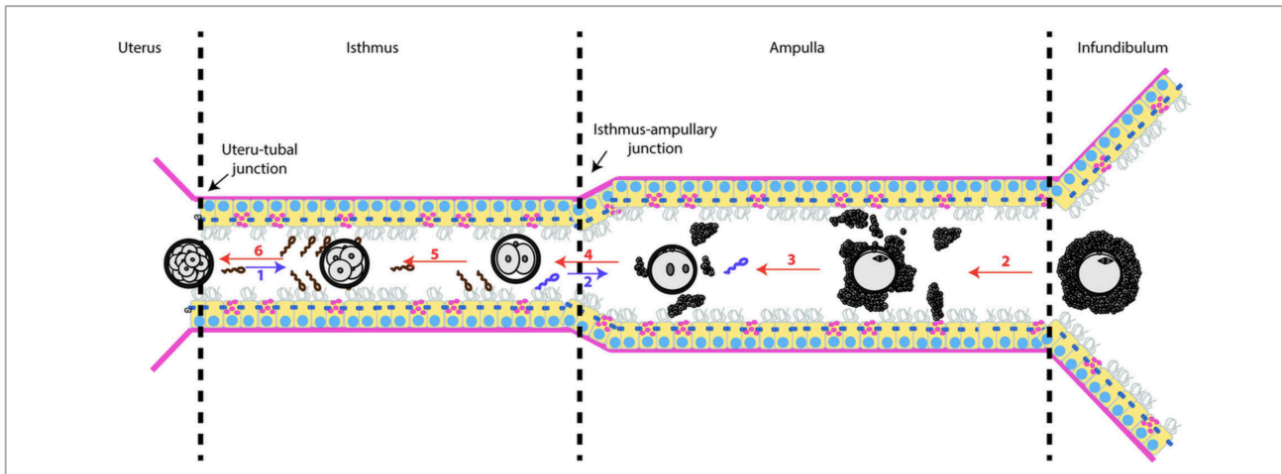 Uterus
Isthmus
Ampulla
Infundibulum
Uteru-tubal
junction
Isthmus-ampullary
junction
6
1
5
4
2
3
2